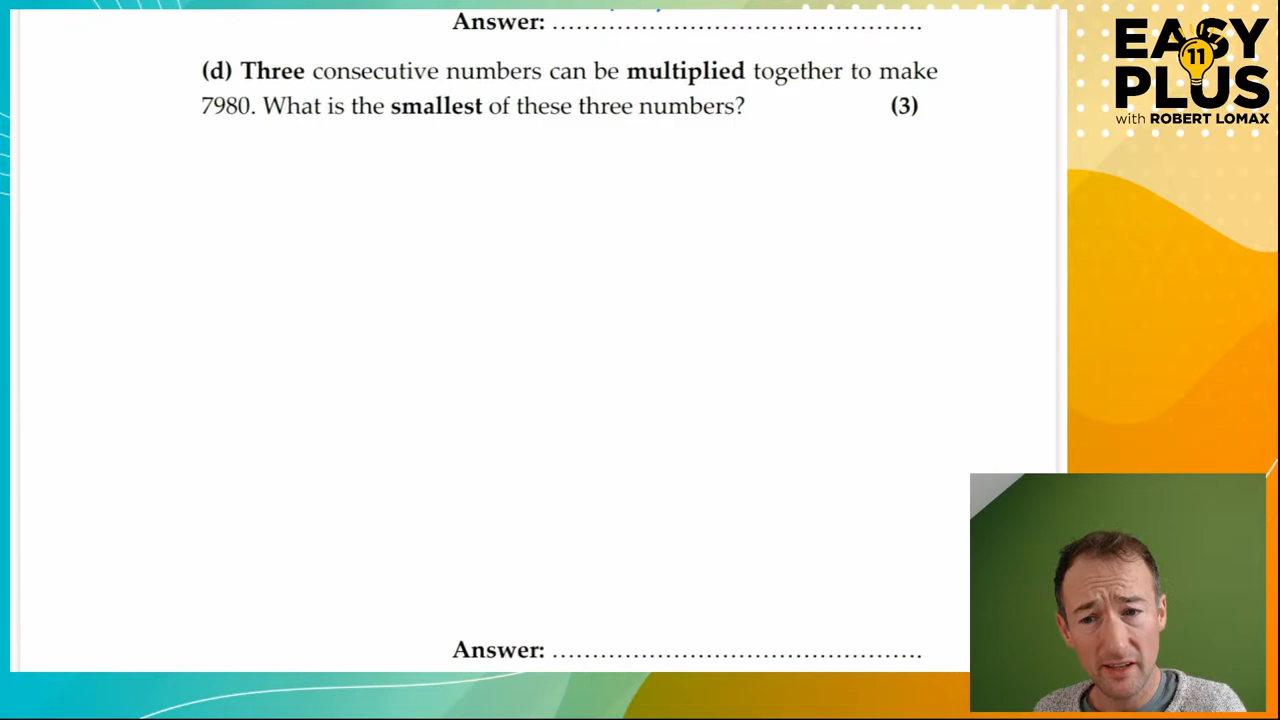 Answer: ..............................................
(d) Three consecutive numbers can be multiplied together to make
7980. What is the smallest of these three numbers? (3)
Answer: ..............................................
EASY
11
PLUS
with ROBERT LOMAX